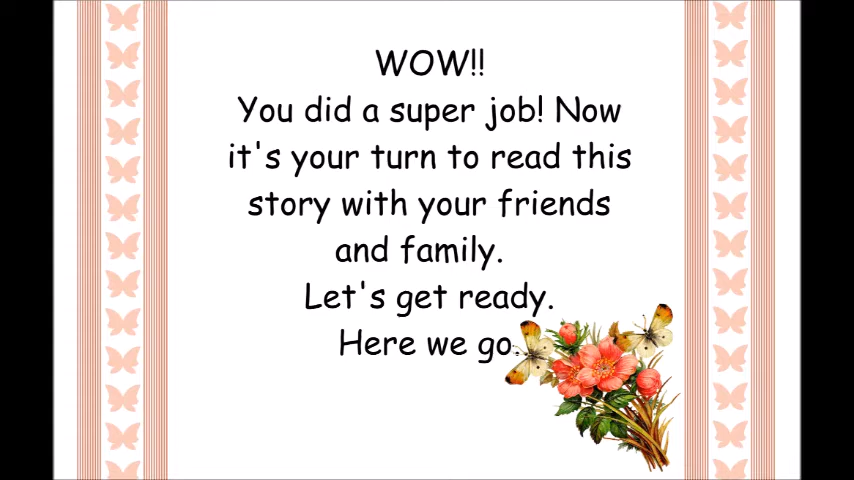 WOW!!
You did a super job! Now
it's your turn to read this
story with your friends
and family.
Let's get ready.
Here we go